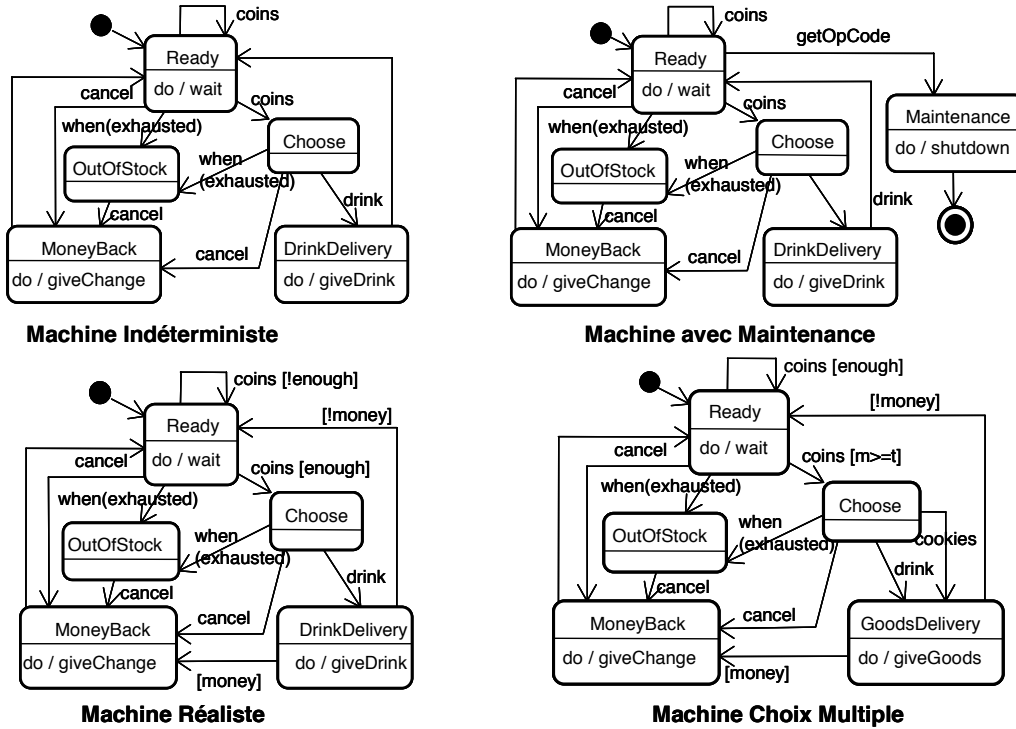 coins
Ready
do / wait
cancel
coins
when(exhausted)
Choose
when
(exhausted)
OutOfStock
cancel
drink
MoneyBack
do / giveChange
cancel
DrinkDelivery
do / giveDrink
Machine Indéterministe
coins
getOpCode
Ready
do / wait
cancel
coins
Maintenance
do / shutdown
when(exhausted)
Choose
when
(exhausted)
OutOfStock
cancel
drink
MoneyBack
do / giveChange
cancel
DrinkDelivery
do / giveDrink
Machine avec Maintenance
coins [!enough]
[!money]
Ready
do / wait
cancel
coins [enough]
when(exhausted)
Choose
when
(exhausted)
OutOfStock
cancel
drink
MoneyBack
do / giveChange
cancel
[money]
DrinkDelivery
do / giveDrink
Machine Réaliste
coins [enough]
[!money]
Ready
do / wait
cancel
coins [m>=t]
when(exhausted)
Choose
when
(exhausted)
OutOfStock
cookies
drink
cancel
MoneyBack
do / giveChange
cancel
[money]
GoodsDelivery
do / giveGoods
Machine Choix Multiple